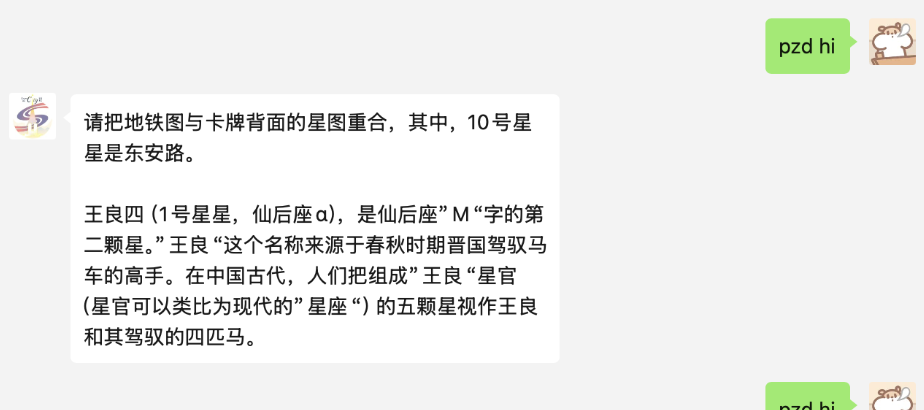 pzd hi
请把地铁图与卡牌背面的星图重合，其中，10号星
星是东安路。
王良四 (1号星星，仙后座α)，是仙后座” M “字的第
二颗星。” 王良 “这个名称来源于春秋时期晋国驾驭马
车的高手。在中国古代，人们把组成” 王良 “星官
(星官可以类比为现代的” 星座 “) 的五颗星视作王良
和其驾驭的四匹马。
pzd hi